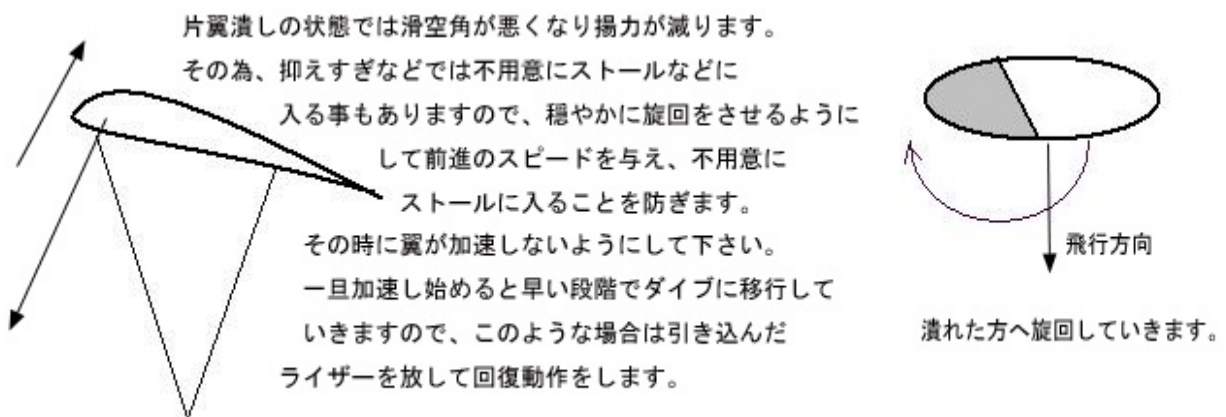 片翼潰しの状態では滑空角が悪くなり揚力が減ります。
その為、抑えすぎなどでは不用意にストールなどに
入る事もありますので、穏やかに旋回をさせるように
して前進のスピードを与え、不用意に
ストールに入ることを防ぎます。
その時に翼が加速しないようにして下さい。
一旦加速し始めると早い段階でダイブに移行して
いきますので、このような場合は引き込んだ
ライザーを放して回復動作をします。
飛行方向
潰れた方へ旋回していきます。